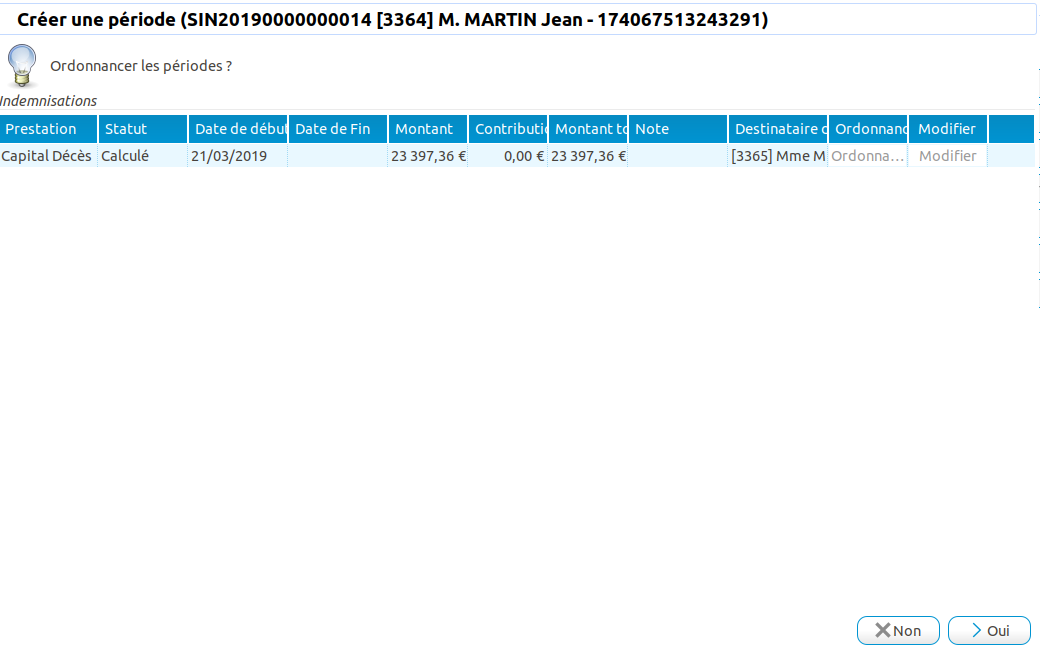 Créer une période (SIN20190000000014 [3364] M. MARTIN Jean - 174067513243291)
Ordonnancer les périodes ?
Indemnisations
Prestation Statut Date de début Date de Fin Montant Contributi Montant to Note Destinataire Ordonnanc Modifier
Capital Décès Calculé 21/03/2019 23 397,36 € 0,00 € 23 397,36 € [3365] Mme M Ordonna... Modifier
Non Oui